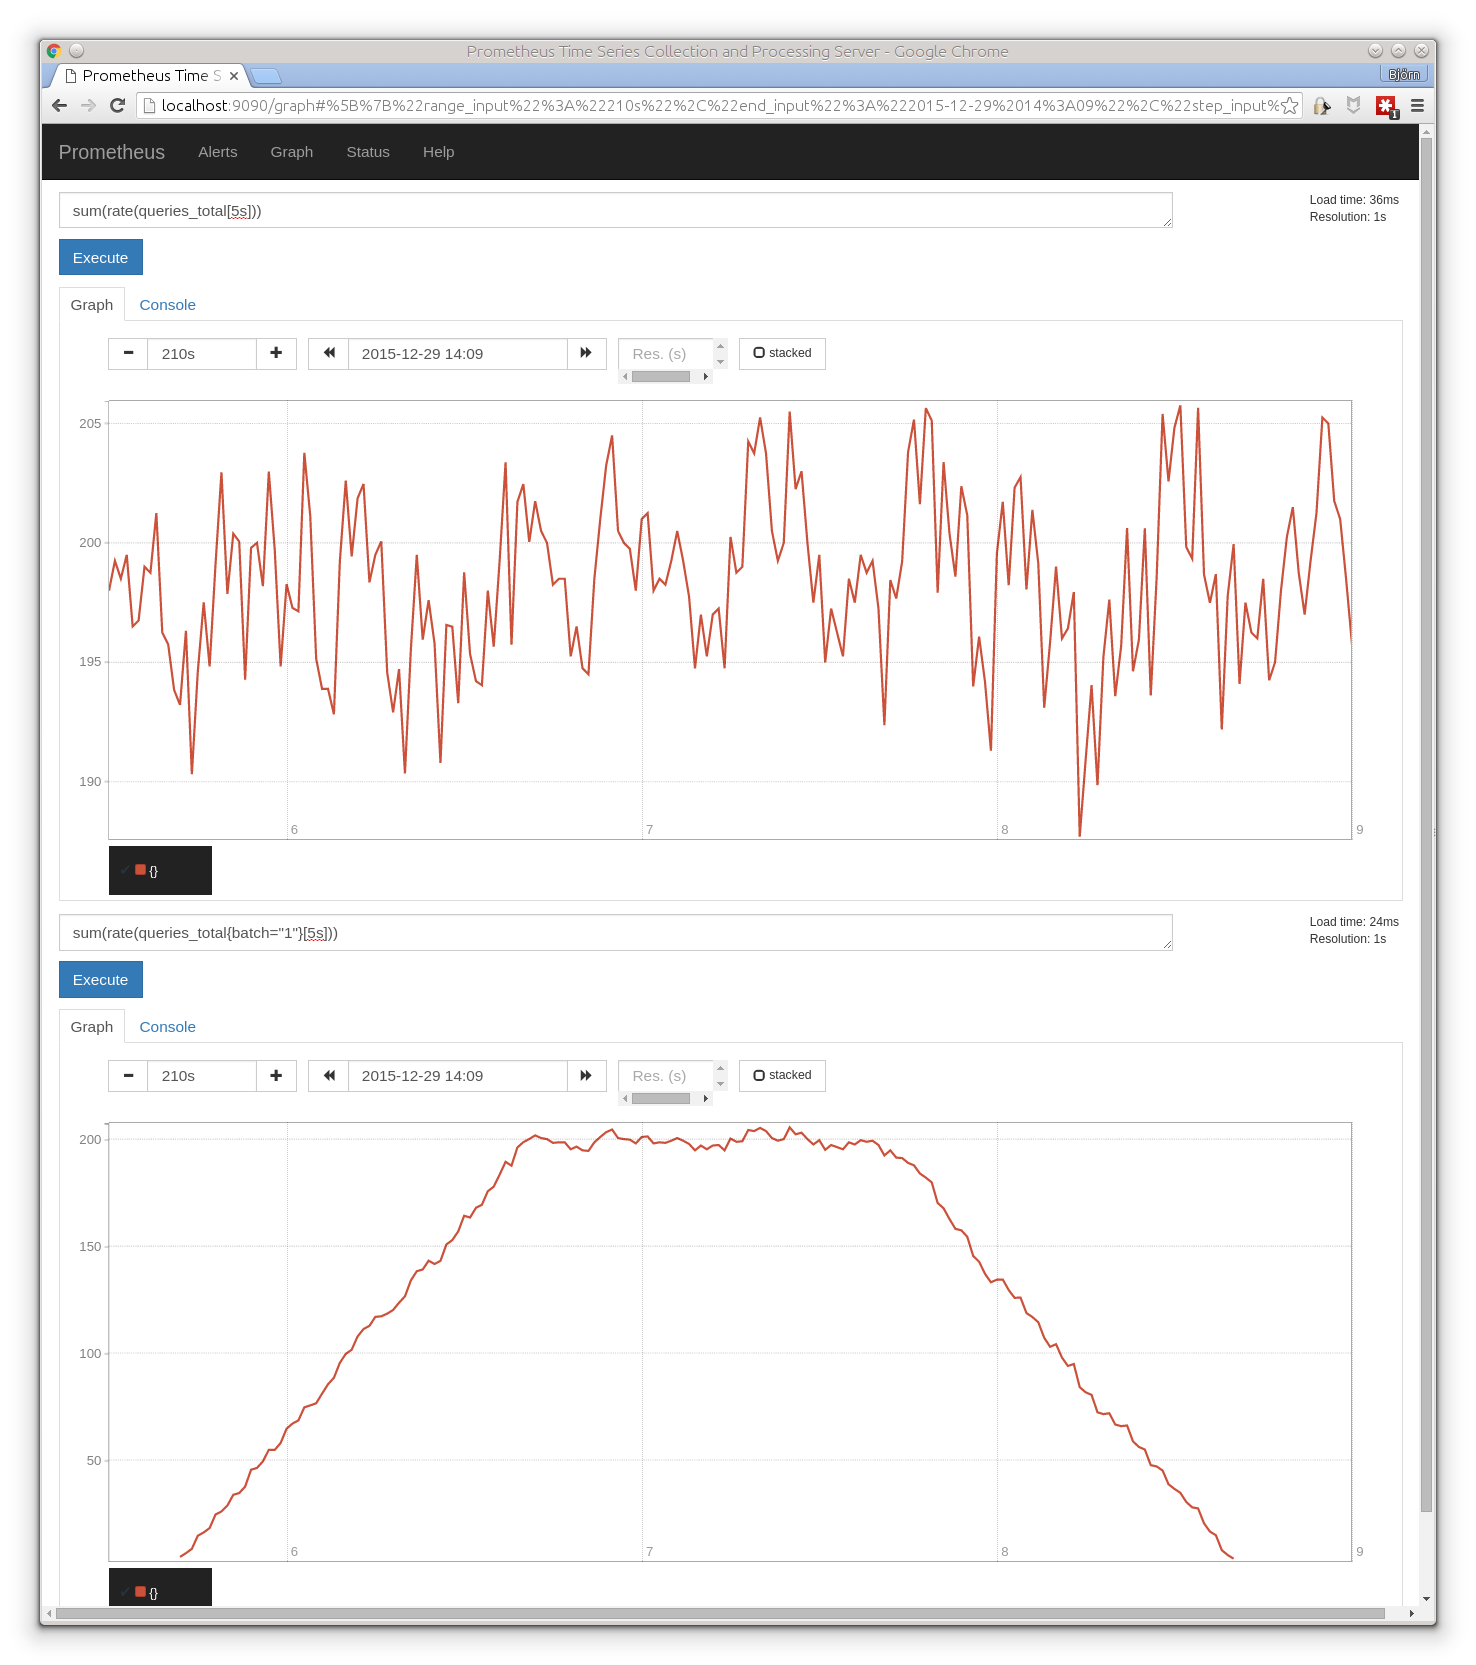 Prometheus Time Series Collection and Processing Server - Google Chrome
Prometheus Time S
Björn
localhost:9090/graph#%5B%7B%22range_input%22%3A%22210s%22%2C%22end_input%22%3A%222015-12-29%2014%3A09%22%2C%22step_input%
1
Prometheus Alerts Graph Status Help
sum(rate(queries_total[5s]))
Load time: 36ms
Resolution: 1s
Execute
Graph Console
210s 2015-12-29 14:09 Res. (s) stacked
205
200
195
190
6 7 8 9
{}
sum(rate(queries_total{batch="1"}[5s]))
Load time: 24ms
Resolution: 1s
Execute
Graph Console
210s 2015-12-29 14:09 Res. (s) stacked
200
150
100
50
6 7 8 9
{}